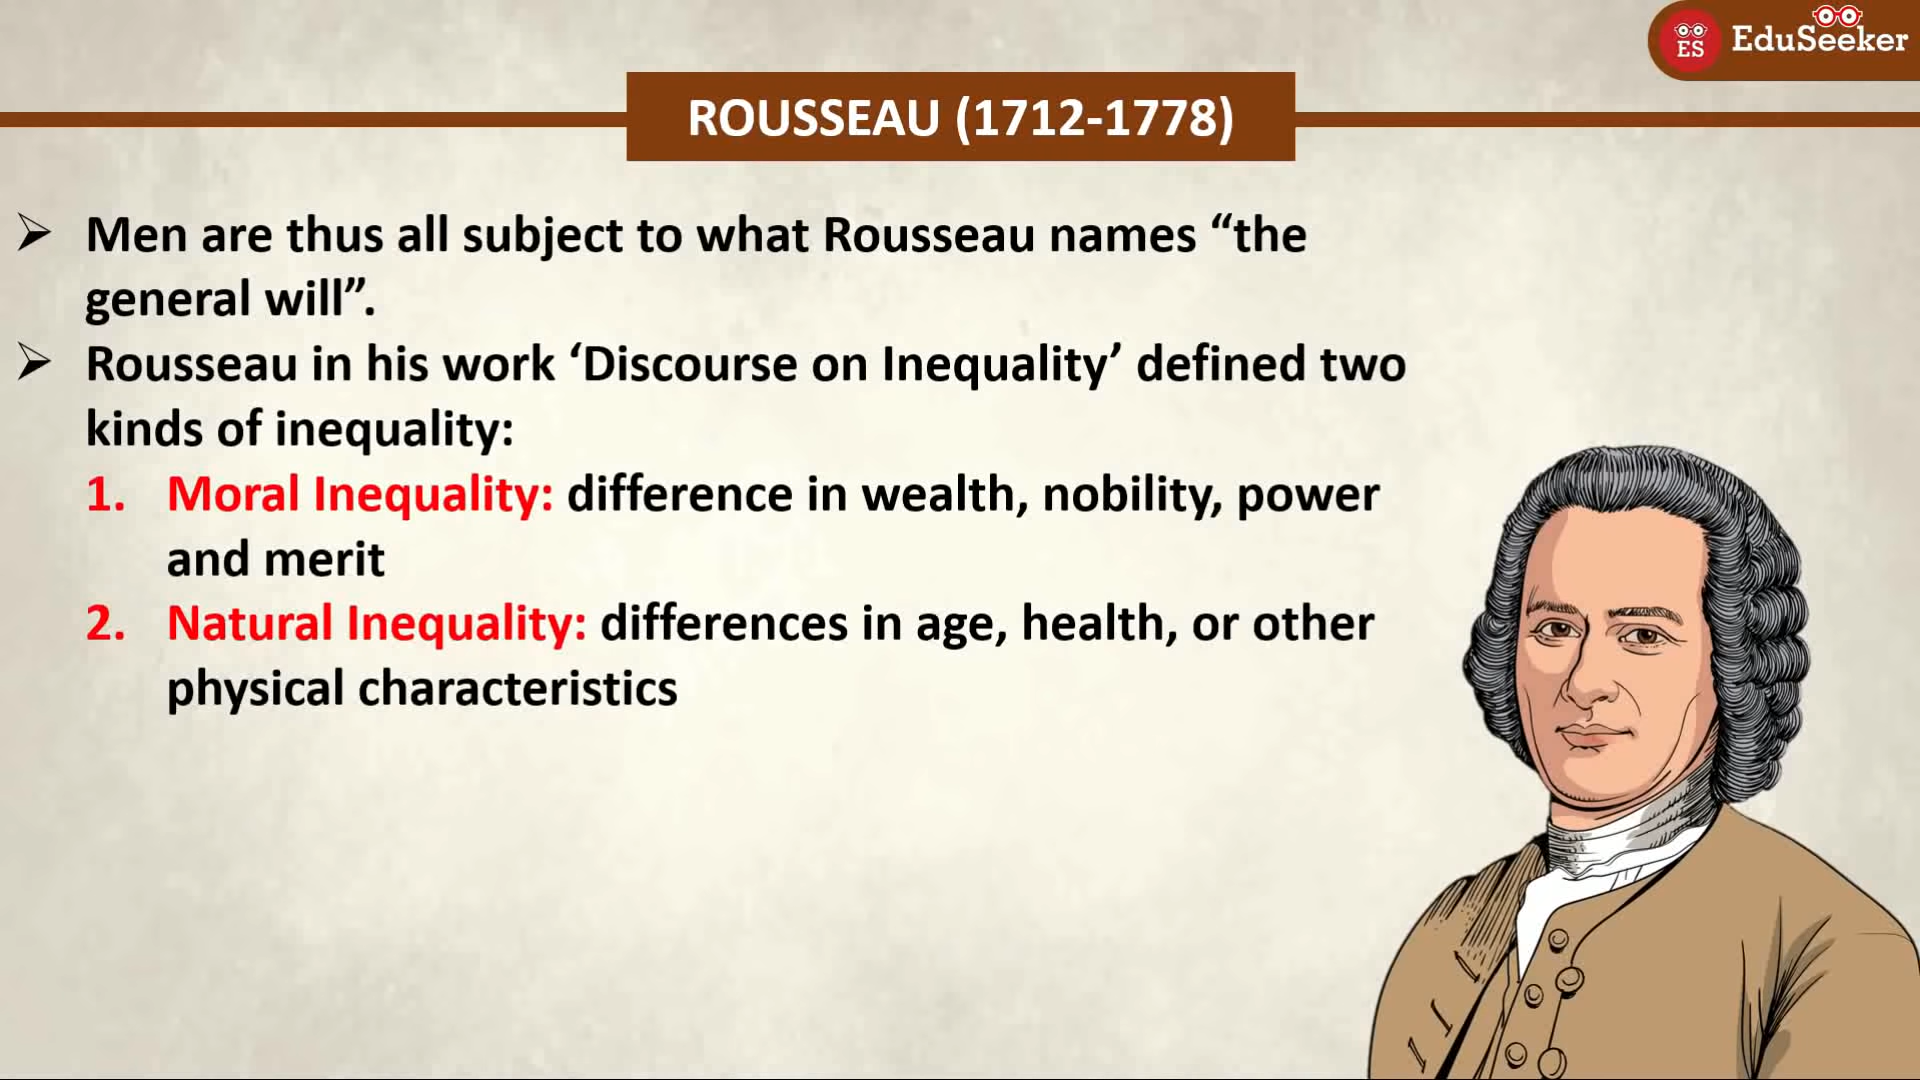 ES EduSeeker
ROUSSEAU (1712-1778)
➢ Men are thus all subject to what Rousseau names “the
general will”.
➢ Rousseau in his work ‘Discourse on Inequality’ defined two
kinds of inequality:
1. Moral Inequality: difference in wealth, nobility, power
and merit
2. Natural Inequality: differences in age, health, or other
physical characteristics